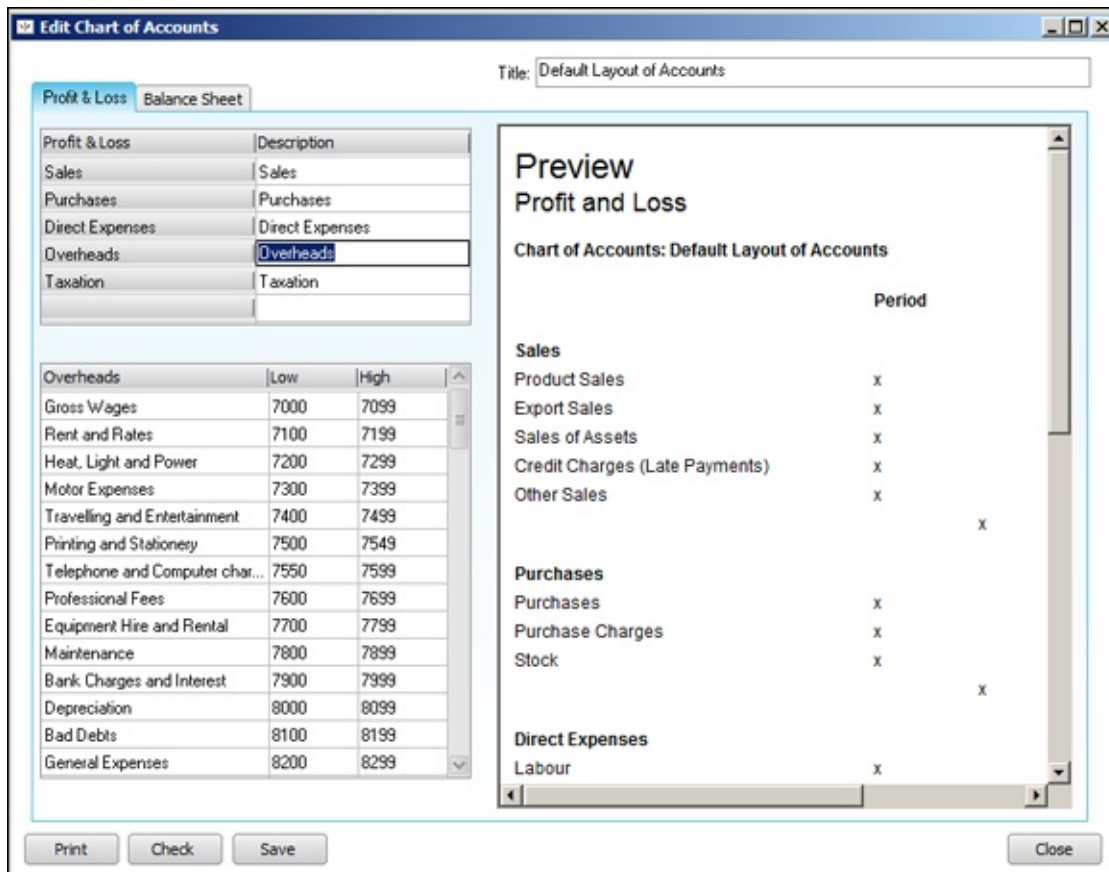 Edit Chart of Accounts
Title: Default Layout of Accounts
Profit & Loss Balance Sheet
Profit & Loss Description
Sales Sales
Purchases Purchases
Direct Expenses Direct Expenses
Overheads Overheads
Taxation Taxation
Overheads Low High
Gross Wages 7000 7099
Rent and Rates 7100 7199
Heat, Light and Power 7200 7299
Motor Expenses 7300 7399
Travelling and Entertainment 7400 7499
Printing and Stationery 7500 7549
Telephone and Computer char... 7550 7599
Professional Fees 7600 7699
Equipment Hire and Rental 7700 7799
Maintenance 7800 7899
Bank Charges and Interest 7900 7999
Depreciation 8000 8099
Bad Debts 8100 8199
General Expenses 8200 8299
Preview
Profit and Loss
Chart of Accounts: Default Layout of Accounts
Period
Sales
Product Sales x
Export Sales x
Sales of Assets x
Credit Charges (Late Payments) x
Other Sales x
x
Purchases
Purchases x
Purchase Charges x
Stock x
x
Direct Expenses
Labour x
Print Check Save Close